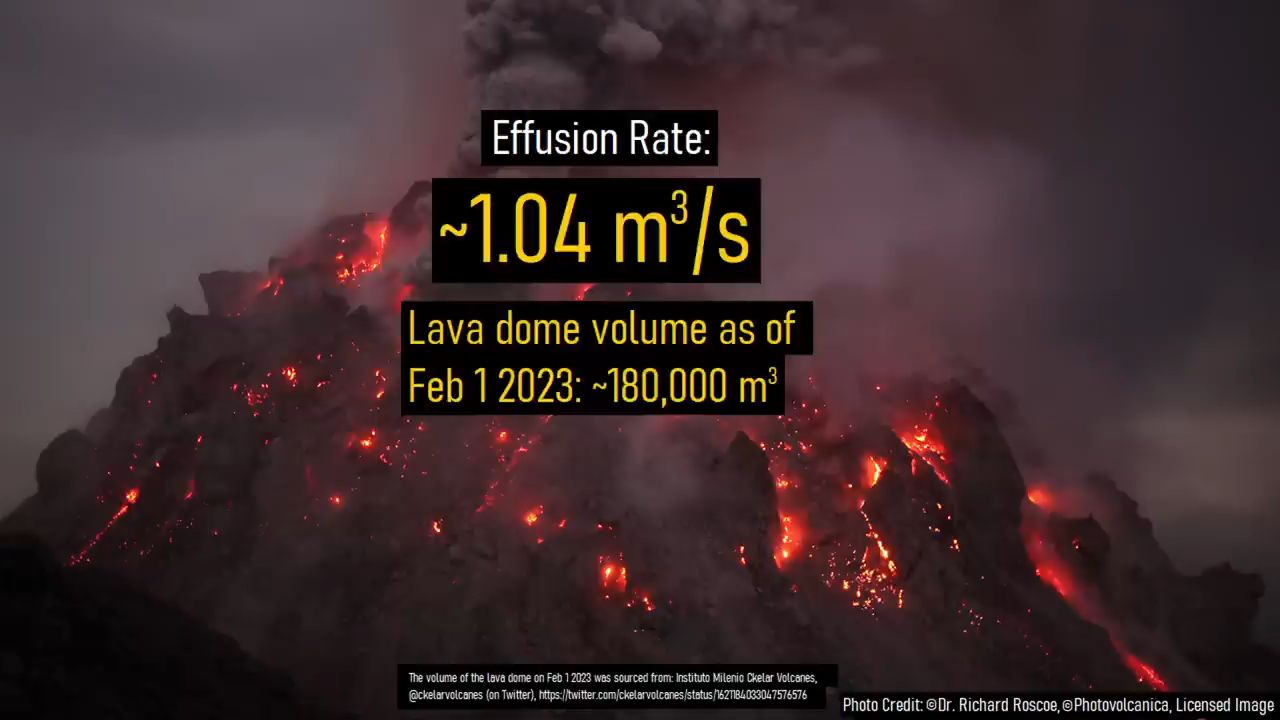 Effusion Rate:
~1.04 m³/s
Lava dome volume as of
Feb 1 2023: ~180,000 m³
The volume of the lava dome on Feb 1 2023 was sourced from: Instituto Milenio Ckelar Volcanes,
@ckelarvolcanes (on Twitter), https://twitter.com/ckelarvolcanes/status/1621184033047576576
Photo Credit: ©Dr. Richard Roscoe, ©Photovolcanica, Licensed Image